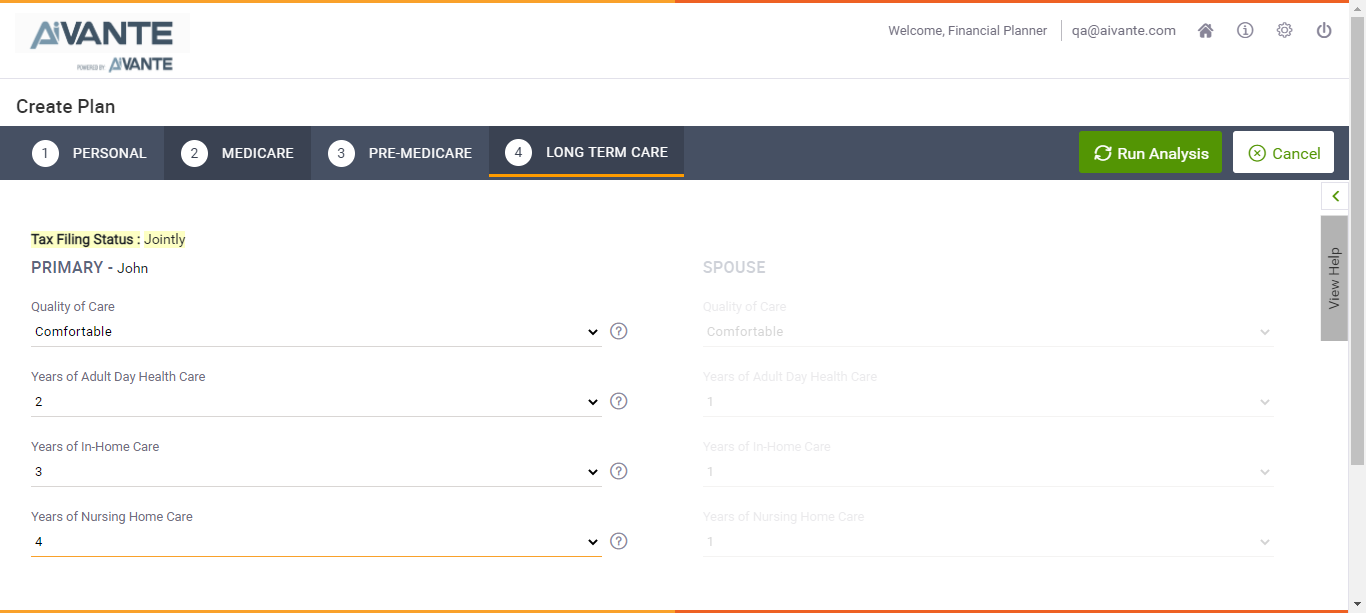 AiVANTE
POWERED BY AiVANTE
Welcome, Financial Planner
qa@aivante.com
Create Plan
1 PERSONAL
2 MEDICARE
3 PRE-MEDICARE
4 LONG TERM CARE
Run Analysis
Cancel
View Help
Tax Filing Status : Jointly
PRIMARY - John
Quality of Care
Comfortable
?
Years of Adult Day Health Care
2
?
Years of In-Home Care
3
?
Years of Nursing Home Care
4
?
SPOUSE
Quality of Care
Comfortable
Years of Adult Day Health Care
1
Years of In-Home Care
1
Years of Nursing Home Care
1